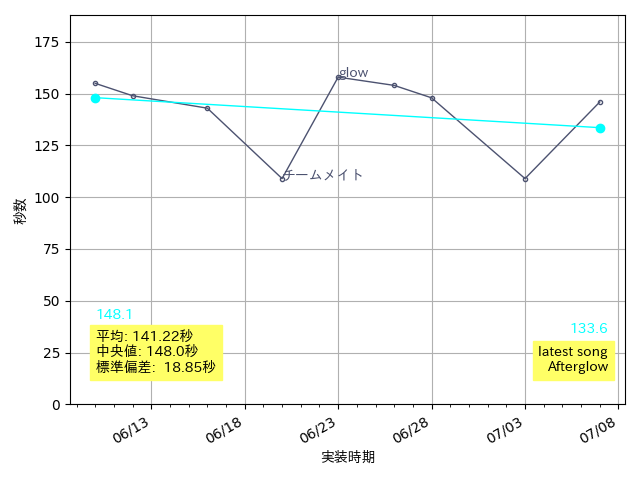 175
150
125
100
75
50
25
0
秒数
glow
チームメイト
148.1
平均: 141.22秒
中央値: 148.0秒
標準偏差: 18.85秒
133.6
latest song
Afterglow
06/13
06/18
06/23
06/28
07/03
07/08
実装時期